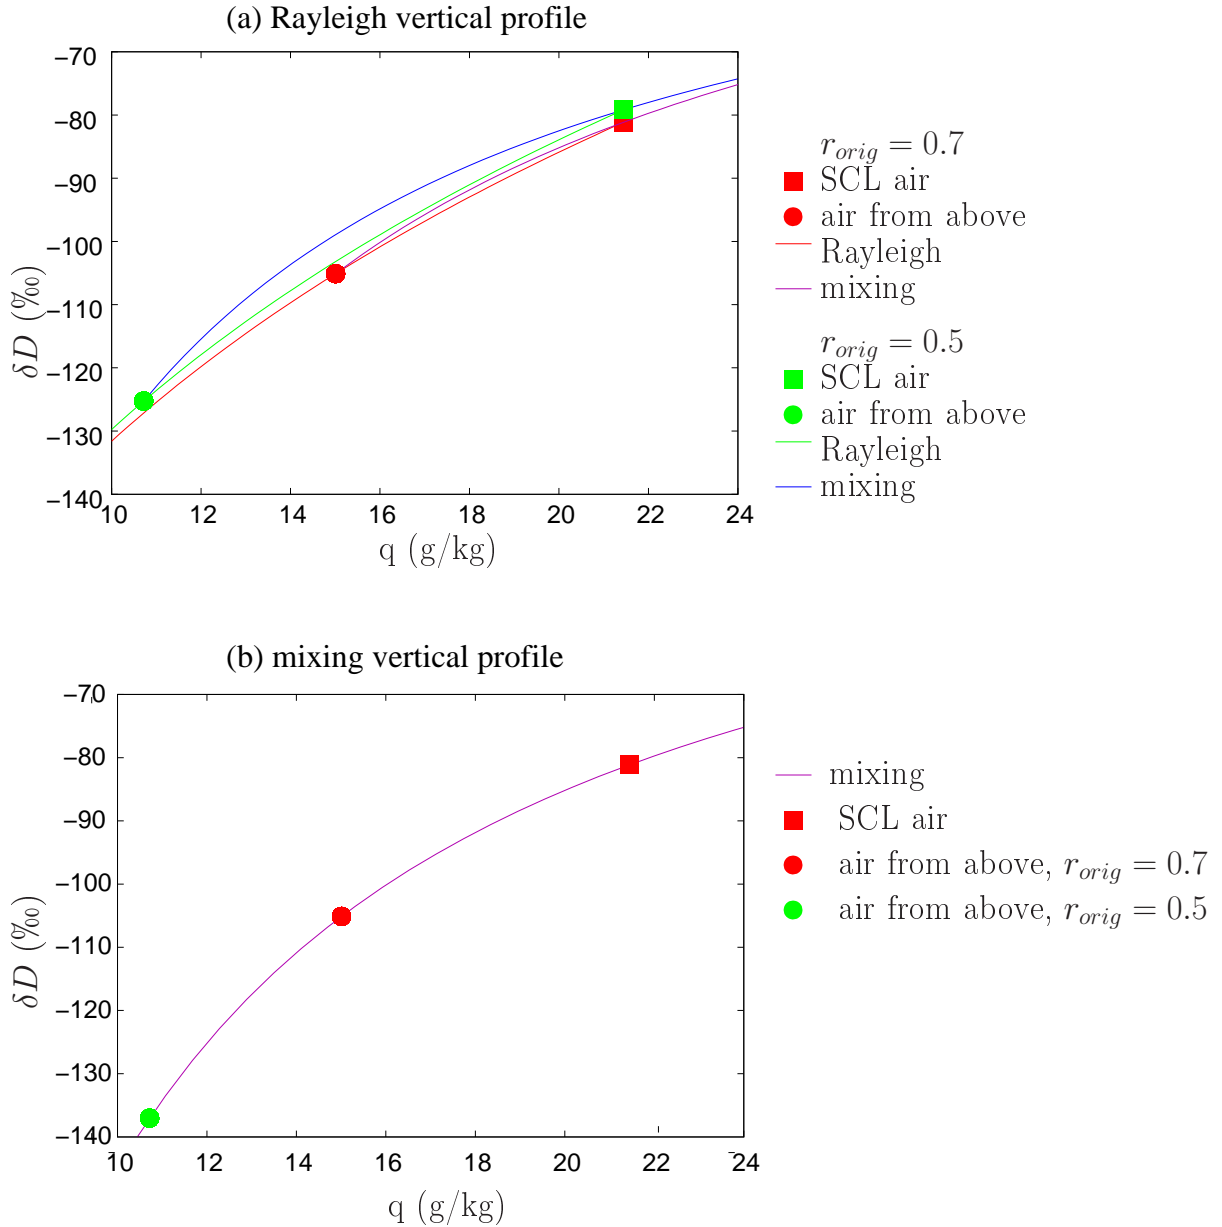 (a) Rayleigh vertical profile
−70
−80
−90
−100
−110
−120
−130
−140
δD (‰)
10 12 14 16 18 20 22 24
q (g/kg)
r_orig = 0.7
SCL air
air from above
Rayleigh
mixing
r_orig = 0.5
SCL air
air from above
Rayleigh
mixing
(b) mixing vertical profile
−70
−80
−90
−100
−110
−120
−130
−140
δD (‰)
10 12 14 16 18 20 22 24
q (g/kg)
mixing
SCL air
air from above, r_orig = 0.7
air from above, r_orig = 0.5